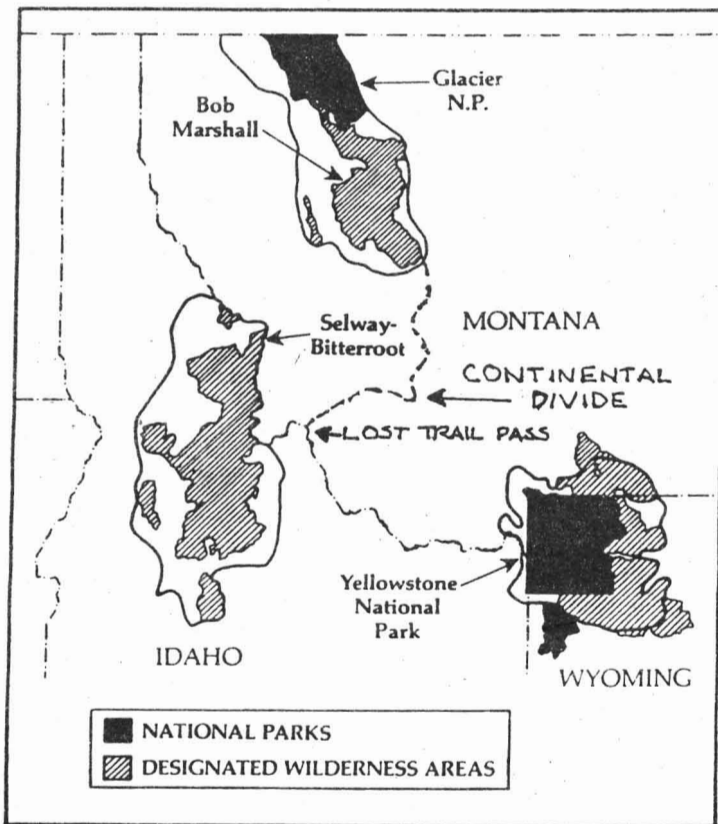 Glacier
N.P.
Bob
Marshall
Selway-
Bitterroot
MONTANA
CONTINENTAL
DIVIDE
LOST TRAIL PASS
Yellowstone
National
Park
IDAHO
WYOMING
NATIONAL PARKS
DESIGNATED WILDERNESS AREAS